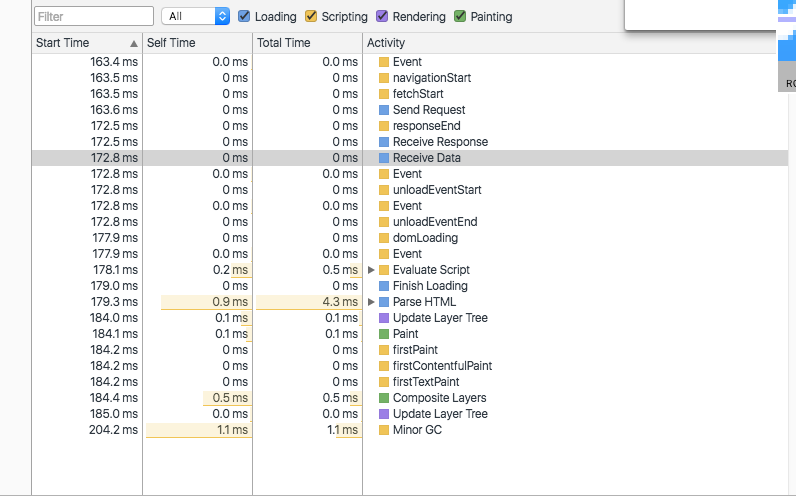 Filter All Loading Scripting Rendering Painting
Start Time Self Time Total Time Activity
163.4 ms 0.0 ms 0.0 ms Event
163.5 ms 0 ms 0 ms navigationStart
163.5 ms 0 ms 0 ms fetchStart
163.6 ms 0 ms 0 ms Send Request
172.5 ms 0 ms 0 ms responseEnd
172.5 ms 0 ms 0 ms Receive Response
172.8 ms 0 ms 0 ms Receive Data
172.8 ms 0.0 ms 0.0 ms Event
172.8 ms 0 ms 0 ms unloadEventStart
172.8 ms 0.0 ms 0.0 ms Event
172.8 ms 0 ms 0 ms unloadEventEnd
177.9 ms 0 ms 0 ms domLoading
177.9 ms 0.0 ms 0.0 ms Event
178.1 ms 0.2 ms 0.5 ms Evaluate Script
179.0 ms 0 ms 0 ms Finish Loading
179.3 ms 0.9 ms 4.3 ms Parse HTML
184.0 ms 0.1 ms 0.1 ms Update Layer Tree
184.1 ms 0.1 ms 0.1 ms Paint
184.2 ms 0 ms 0 ms firstPaint
184.2 ms 0 ms 0 ms firstContentfulPaint
184.2 ms 0 ms 0 ms firstTextPaint
184.4 ms 0.5 ms 0.5 ms Composite Layers
185.0 ms 0.0 ms 0.0 ms Update Layer Tree
204.2 ms 1.1 ms 1.1 ms Minor GC